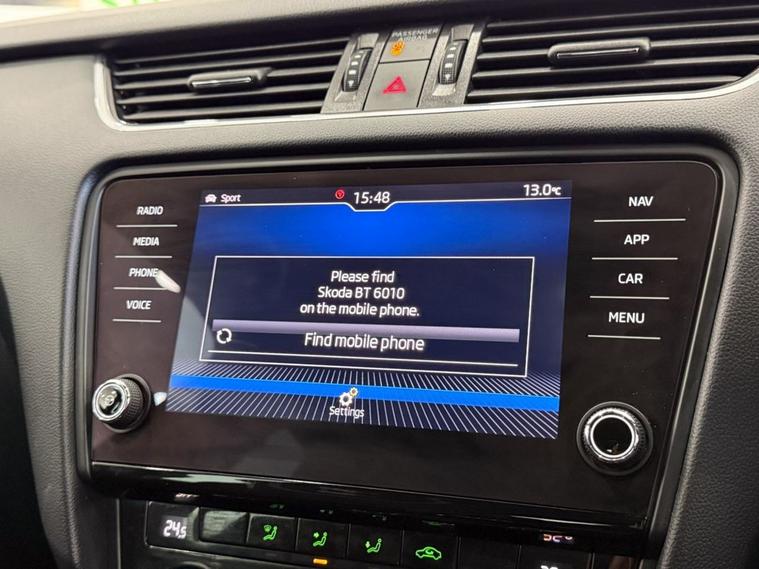 PASSENGER
AIRBAG
RADIO
MEDIA
PHONE
VOICE
Sport
15:48
13.0°C
Please find
Skoda BT 6010
on the mobile phone.
Find mobile phone
Settings
NAV
APP
CAR
MENU
24.5